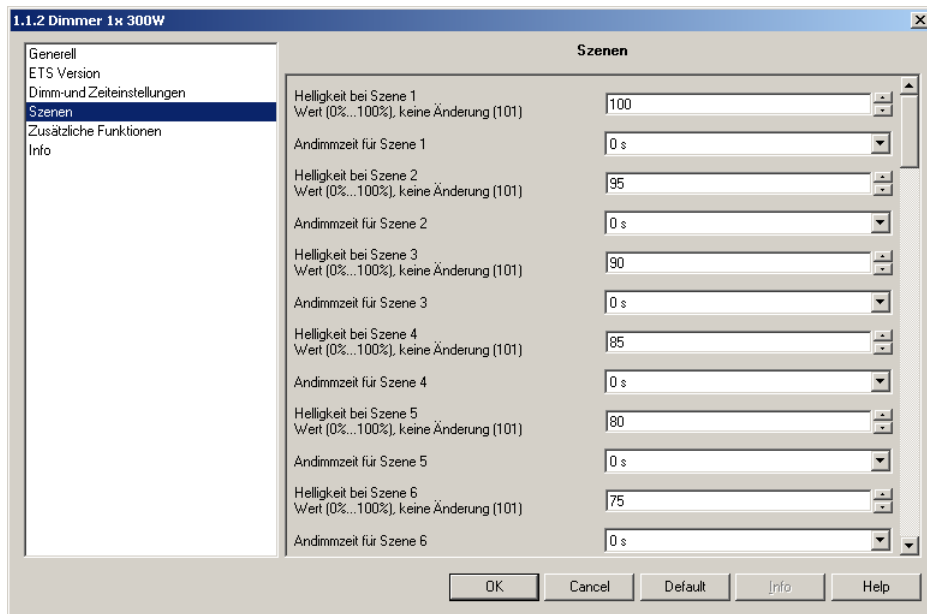 1.1.2 Dimmer 1x 300W
Generell
ETS Version
Dimm-und Zeiteinstellungen
Szenen
Zusätzliche Funktionen
Info
Szenen
Helligkeit bei Szene 1
Wert (0%...100%), keine Änderung (101)
100
Andimmzeit für Szene 1
0 s
Helligkeit bei Szene 2
Wert (0%...100%), keine Änderung (101)
95
Andimmzeit für Szene 2
0 s
Helligkeit bei Szene 3
Wert (0%...100%), keine Änderung (101)
90
Andimmzeit für Szene 3
0 s
Helligkeit bei Szene 4
Wert (0%...100%), keine Änderung (101)
85
Andimmzeit für Szene 4
0 s
Helligkeit bei Szene 5
Wert (0%...100%), keine Änderung (101)
80
Andimmzeit für Szene 5
0 s
Helligkeit bei Szene 6
Wert (0%...100%), keine Änderung (101)
75
Andimmzeit für Szene 6
0 s
OK
Cancel
Default
Info
Help